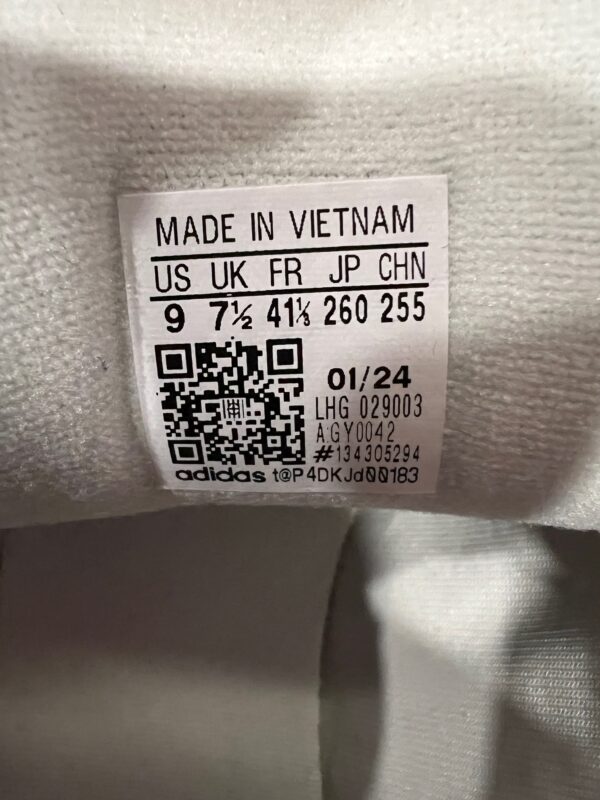 MADE IN VIETNAM
US UK FR JP CHN
9 7½ 41⅓ 260 255
01/24
LHG 029003
A:GY0042
#134305294
adidas t@P4DKJd00183